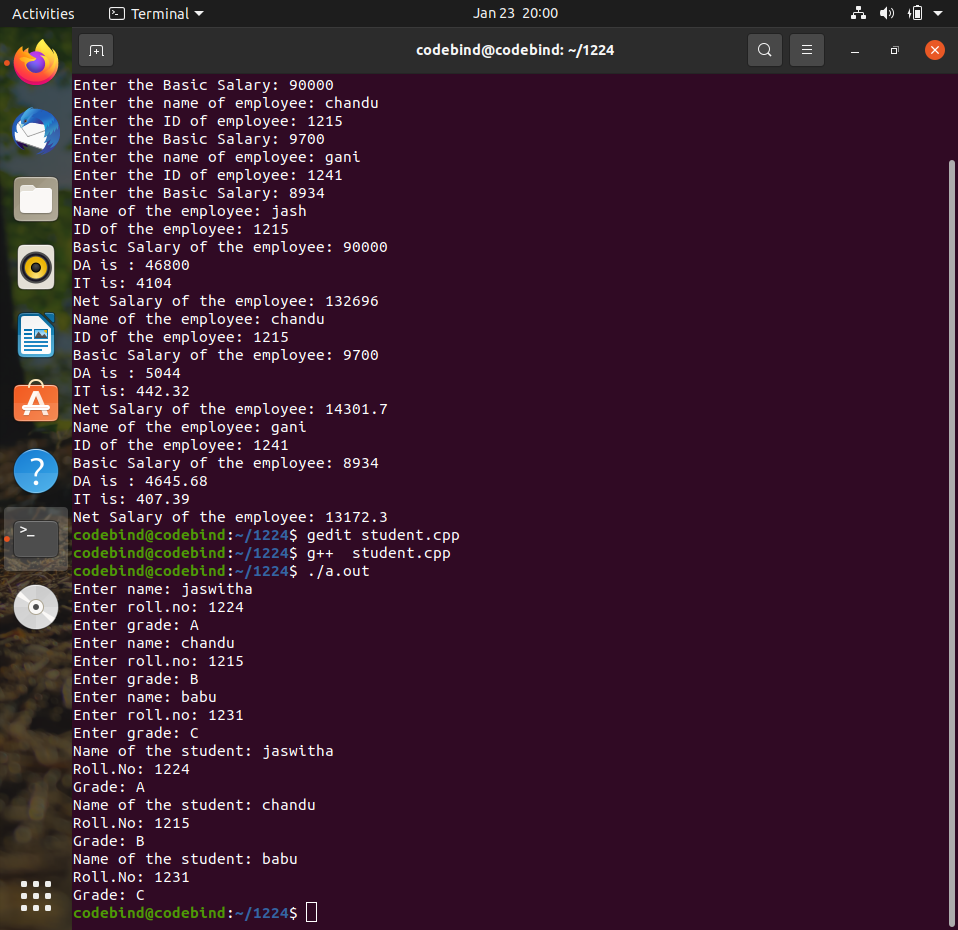 Activities Terminal Jan 23 20:00
codebind@codebind: ~/1224
Enter the Basic Salary: 90000
Enter the name of employee: chandu
Enter the ID of employee: 1215
Enter the Basic Salary: 9700
Enter the name of employee: gani
Enter the ID of employee: 1241
Enter the Basic Salary: 8934
Name of the employee: jash
ID of the employee: 1215
Basic Salary of the employee: 90000
DA is : 46800
IT is: 4104
Net Salary of the employee: 132696
Name of the employee: chandu
ID of the employee: 1215
Basic Salary of the employee: 9700
DA is : 5044
IT is: 442.32
Net Salary of the employee: 14301.7
Name of the employee: gani
ID of the employee: 1241
Basic Salary of the employee: 8934
DA is : 4645.68
IT is: 407.39
Net Salary of the employee: 13172.3
codebind@codebind:~/1224$ gedit student.cpp
codebind@codebind:~/1224$ g++  student.cpp
codebind@codebind:~/1224$ ./a.out
Enter name: jaswitha
Enter roll.no: 1224
Enter grade: A
Enter name: chandu
Enter roll.no: 1215
Enter grade: B
Enter name: babu
Enter roll.no: 1231
Enter grade: C
Name of the student: jaswitha
Roll.No: 1224
Grade: A
Name of the student: chandu
Roll.No: 1215
Grade: B
Name of the student: babu
Roll.No: 1231
Grade: C
codebind@codebind:~/1224$